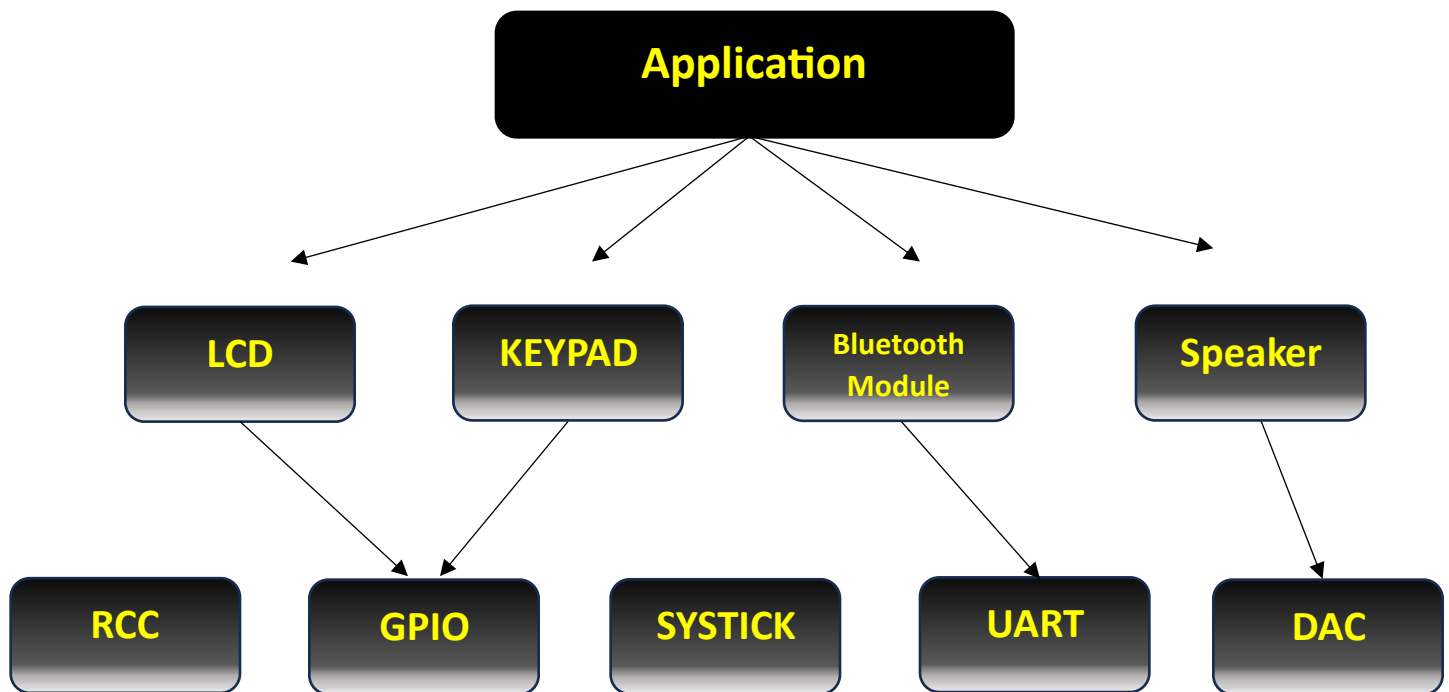 Application
LCD
KEYPAD
Bluetooth
Module
Speaker
RCC
GPIO
SYSTICK
UART
DAC